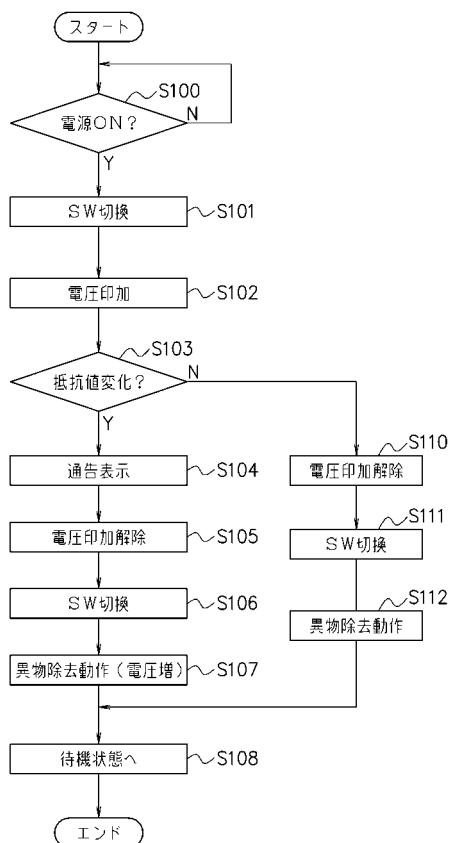 スタート
S100
電源ON?
N
Y
SW切換
S101
電圧印加
S102
S103
抵抗値変化?
N
Y
通告表示
S104
電圧印加解除
S105
SW切換
S106
異物除去動作(電圧増)
S107
S110
電圧印加解除
S111
SW切換
S112
異物除去動作
待機状態へ
S108
エンド